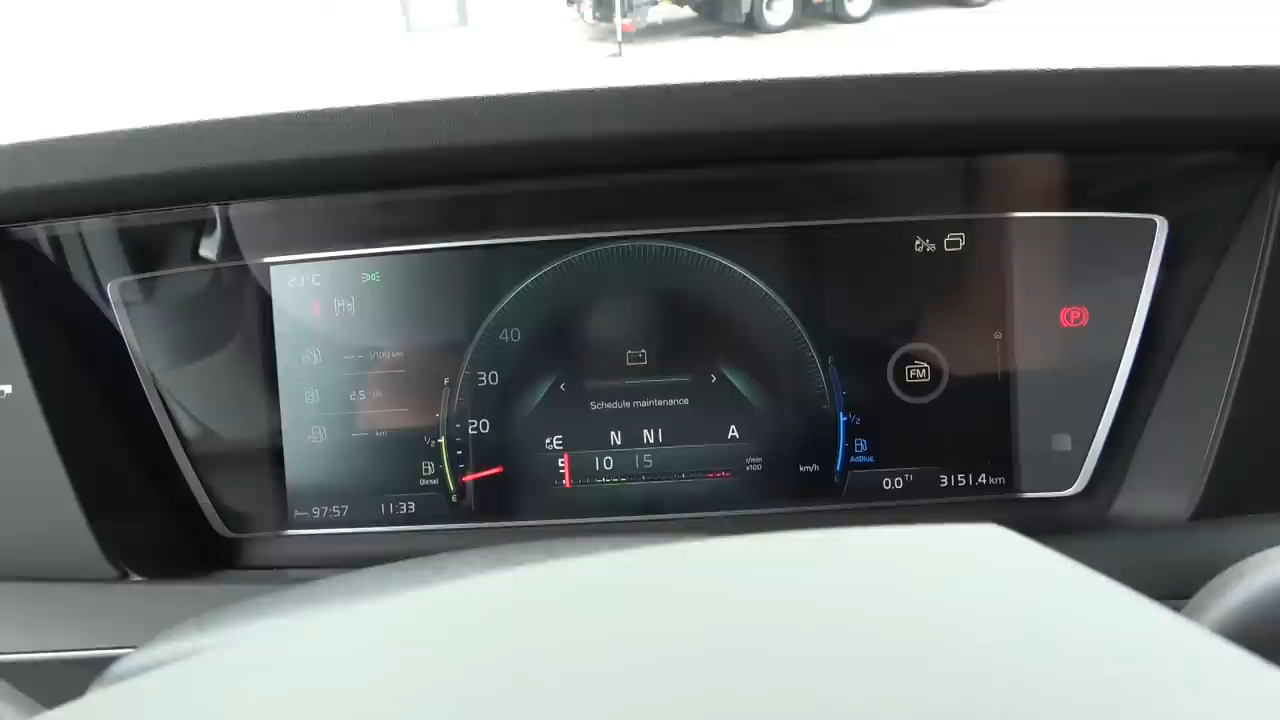 23°C
--- l/100 km
2.5 l/h
--- km
97:57
11:33
F
1/2
Diesel
E
40
30
20
Schedule maintenance
E N N1 A
5 10 15
r/min
x100
km/h
F
1/2
AdBlue
E
FM
P
0.0 T1
3151.4 km